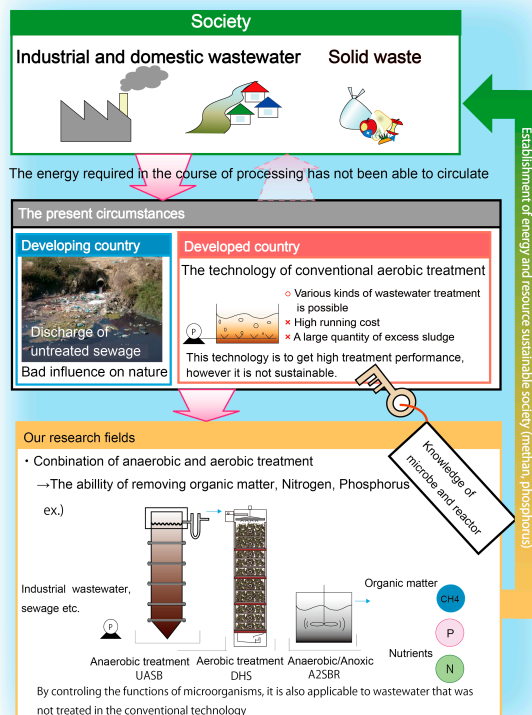 Society
Industrial and domestic wastewater
Solid waste
The energy required in the course of processing has not been able to circulate
Establishment of energy and resource sustainable society (methan, phosphorus)
The present circumstances
Developing country
Discharge of
untreated sewage
Bad influence on nature
Developed country
The technology of conventional aerobic treatment
P
○ Various kinds of wastewater treatment
is possible
× High running cost
× A large quantity of excess sludge
This technology is to get high treatment performance,
however it is not sustainable.
Knowledge of
microbe and reactor
Our research fields
・Combination of anaerobic and aerobic treatment
→The abillity of removing organic matter, Nitrogen, Phosphorus
ex.)
Industrial wastewater,
sewage etc.
P
Anaerobic treatment
UASB
Aerobic treatment
DHS
Anaerobic/Anoxic
A2SBR
Organic matter
CH4
Nutrients
P
N
By controling the functions of microorganisms, it is also applicable to wastewater that was
not treated in the conventional technology